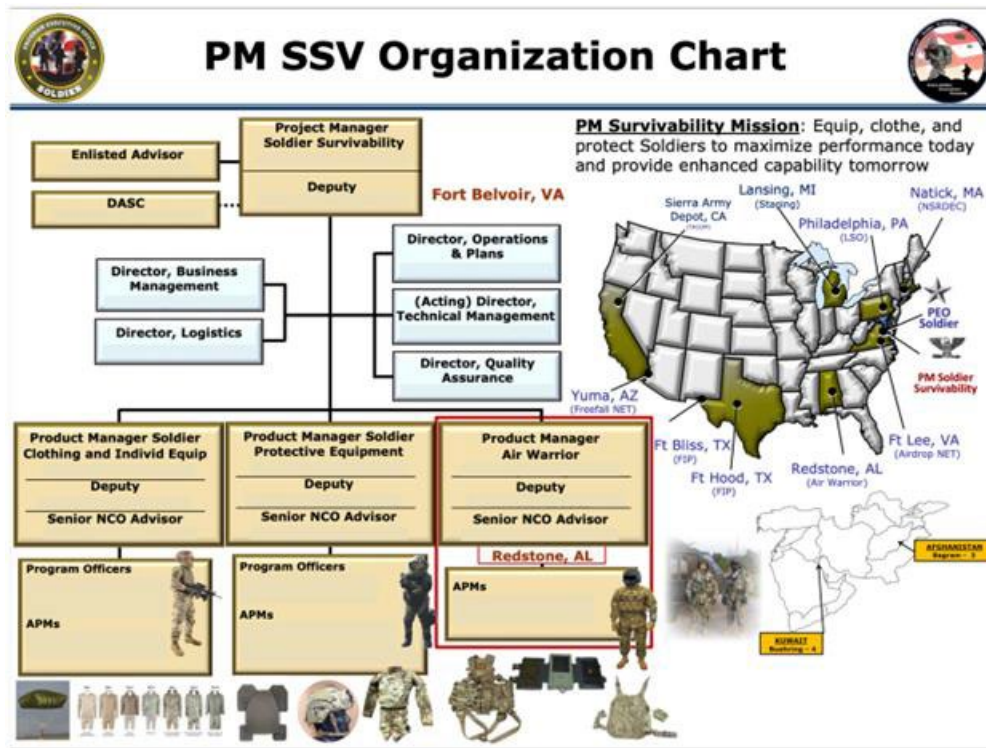 PM SSV Organization Chart
SOLDIER
Project Manager
Soldier Survivability
Deputy
Enlisted Advisor
DASC
Fort Belvoir, VA
Director, Business
Management
Director, Logistics
Director, Operations
& Plans
(Acting) Director,
Technical Management
Director, Quality
Assurance
Product Manager Soldier
Clothing and Individ Equip
Deputy
Senior NCO Advisor
Product Manager Soldier
Protective Equipment
Deputy
Senior NCO Advisor
Product Manager
Air Warrior
Deputy
Senior NCO Advisor
Redstone, AL
Program Officers
APMs
Program Officers
APMs
APMs
PM Survivability Mission: Equip, clothe, and
protect Soldiers to maximize performance today
and provide enhanced capability tomorrow
Lansing, MI
(Staging)
Natick, MA
(NSRDEC)
Sierra Army
Depot, CA
Philadelphia, PA
(LSO)
PEO
Soldier
PM Soldier
Survivability
Yuma, AZ
(Freefall NET)
Ft Bliss, TX
(FIP)
Ft Hood, TX
(FIP)
Redstone, AL
(Air Warrior)
Ft Lee, VA
(Airdrop NET)
AFGHANISTAN
Bagram - 3
KUWAIT
Buehring - 4